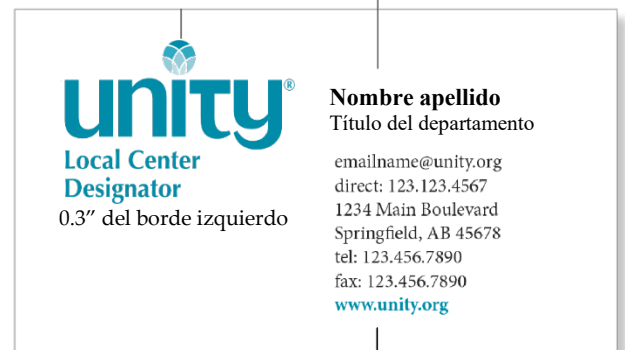 unity®
Local Center
Designator
0.3” del borde izquierdo
Nombre apellido
Título del departamento
emailname@unity.org
direct: 123.123.4567
1234 Main Boulevard
Springfield, AB 45678
tel: 123.456.7890
fax: 123.456.7890
www.unity.org